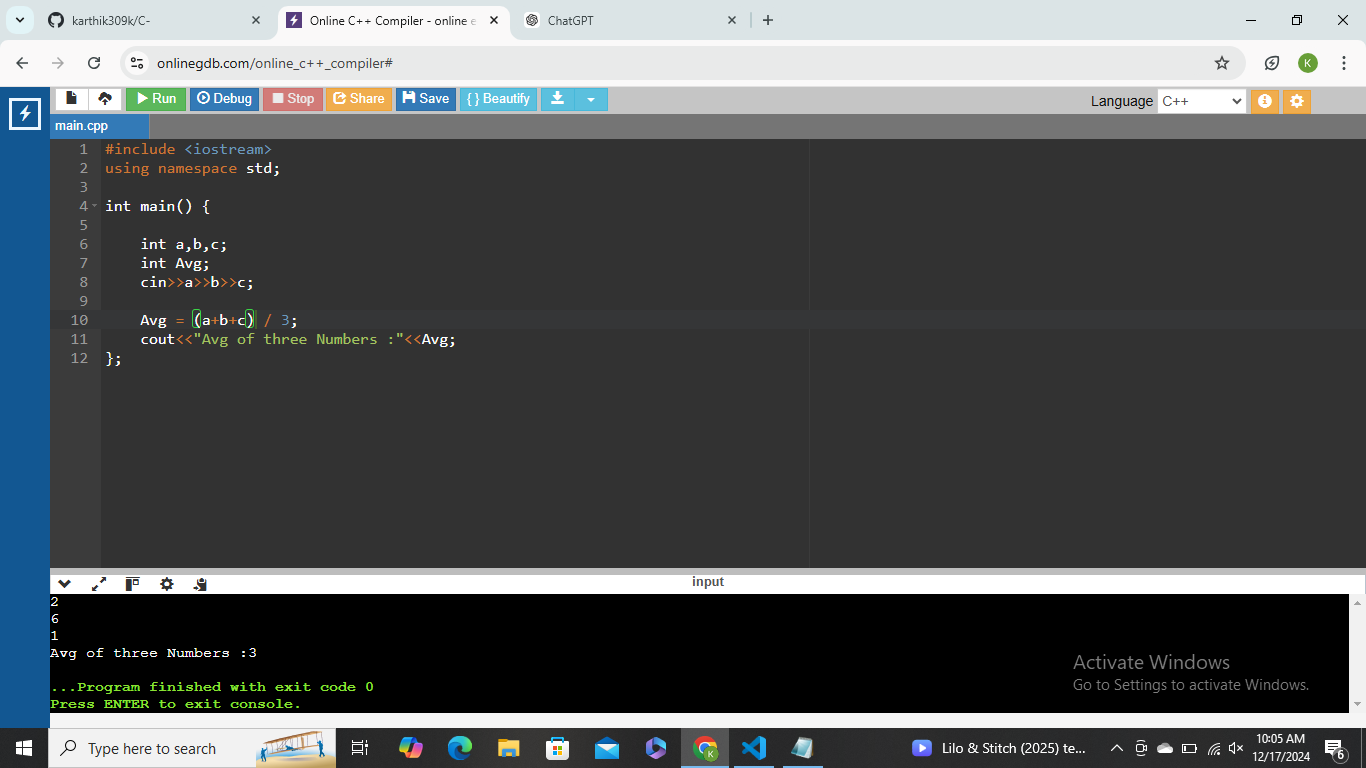 karthik309k/C-
Online C++ Compiler - online e
ChatGPT
onlinegdb.com/online_c++_compiler#
K
Run
Debug
Stop
Share
Save
{ } Beautify
Language
C++
main.cpp
1 #include <iostream>
2 using namespace std;
3
4 int main() {
5
6 int a,b,c;
7 int Avg;
8 cin>>a>>b>>c;
9
10 Avg = (a+b+c) / 3;
11 cout<<"Avg of three Numbers :"<<Avg;
12 };
input
2
6
1
Avg of three Numbers :3
...Program finished with exit code 0
Press ENTER to exit console.
Activate Windows
Go to Settings to activate Windows.
Type here to search
Lilo & Stitch (2025) te...
10:05 AM
12/17/2024
6